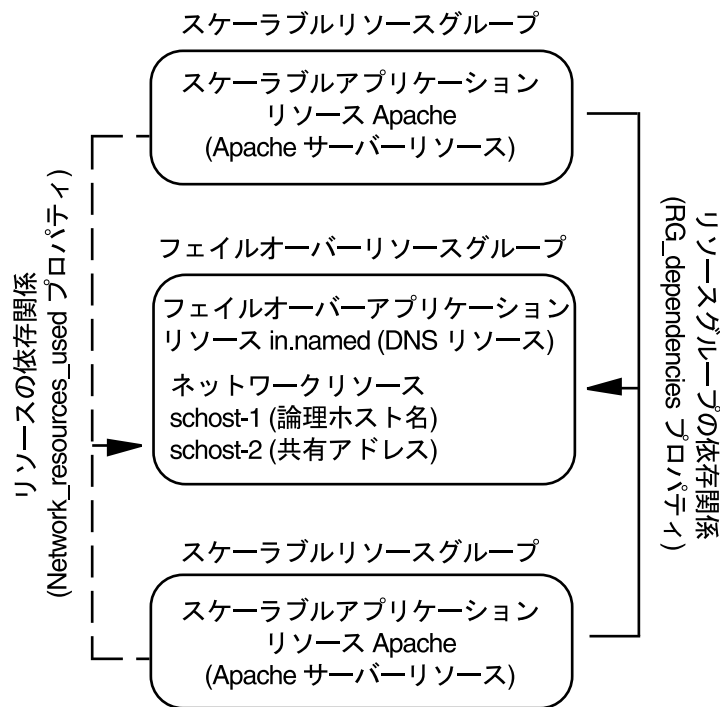 スケーラブルリソースグループ
スケーラブルアプリケーション
リソース Apache
(Apache サーバーリソース)
フェイルオーバーリソースグループ
フェイルオーバーアプリケーション
リソース in.named (DNS リソース)
ネットワークリソース
schost-1 (論理ホスト名)
schost-2 (共有アドレス)
スケーラブルリソースグループ
スケーラブルアプリケーション
リソース Apache
(Apache サーバーリソース)
リソースの依存関係
(Network_resources_used プロパティ)
リソースグループの依存関係
(RG_dependencies プロパティ)